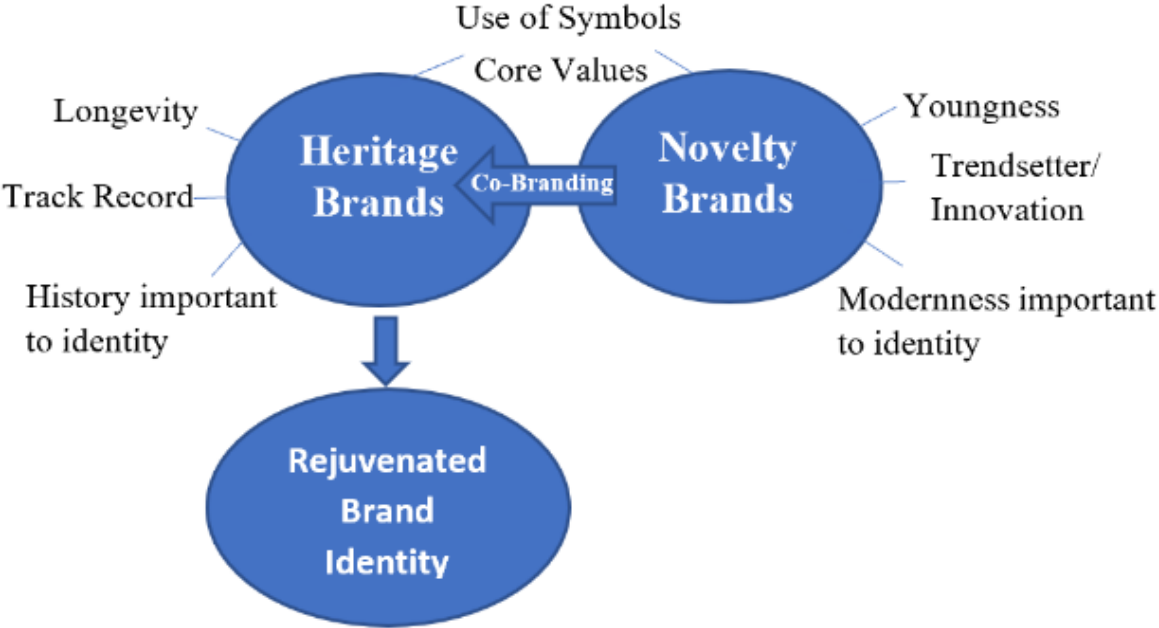 Use of Symbols
Core Values
Longevity
Track Record
History important
to identity
Heritage
Brands
Co-Branding
Novelty
Brands
Youngness
Trendsetter/
Innovation
Modernness important
to identity
Rejuvenated
Brand
Identity